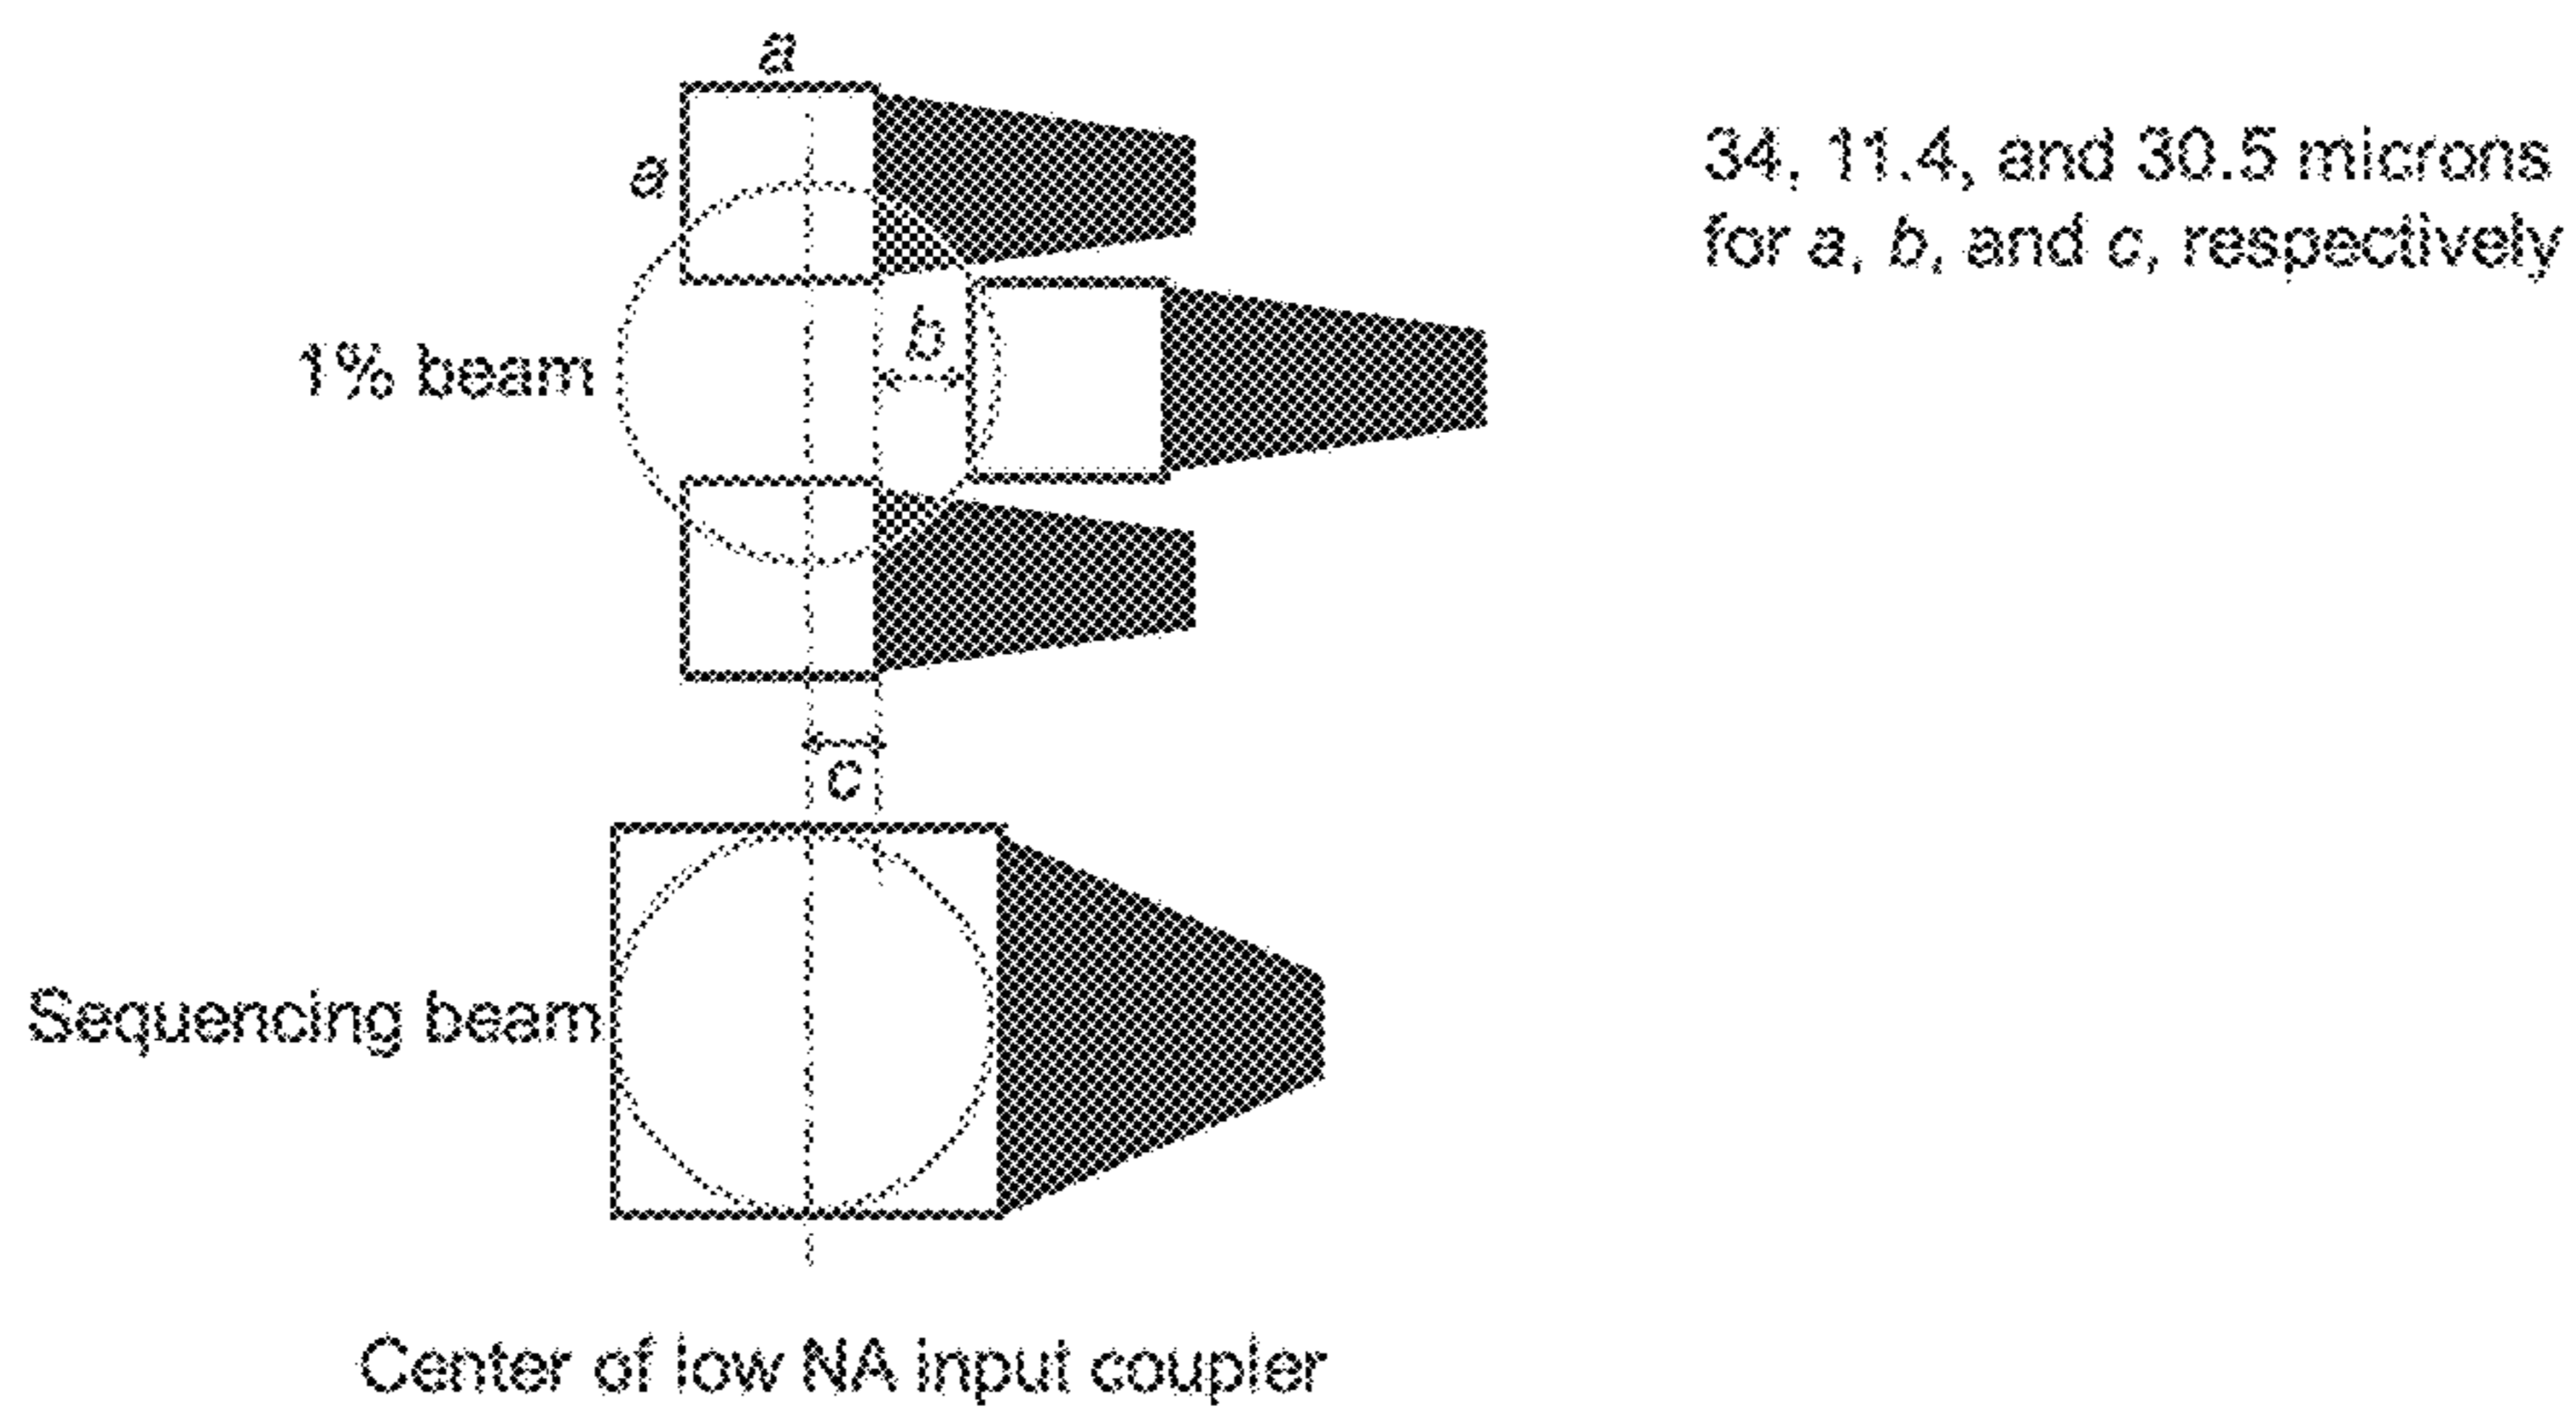 a
34, 11.4, and 30.5 microns
a
for a, b, and c, respectively
b
1% beam
c
Sequencing beam
Center of low NA input coupler